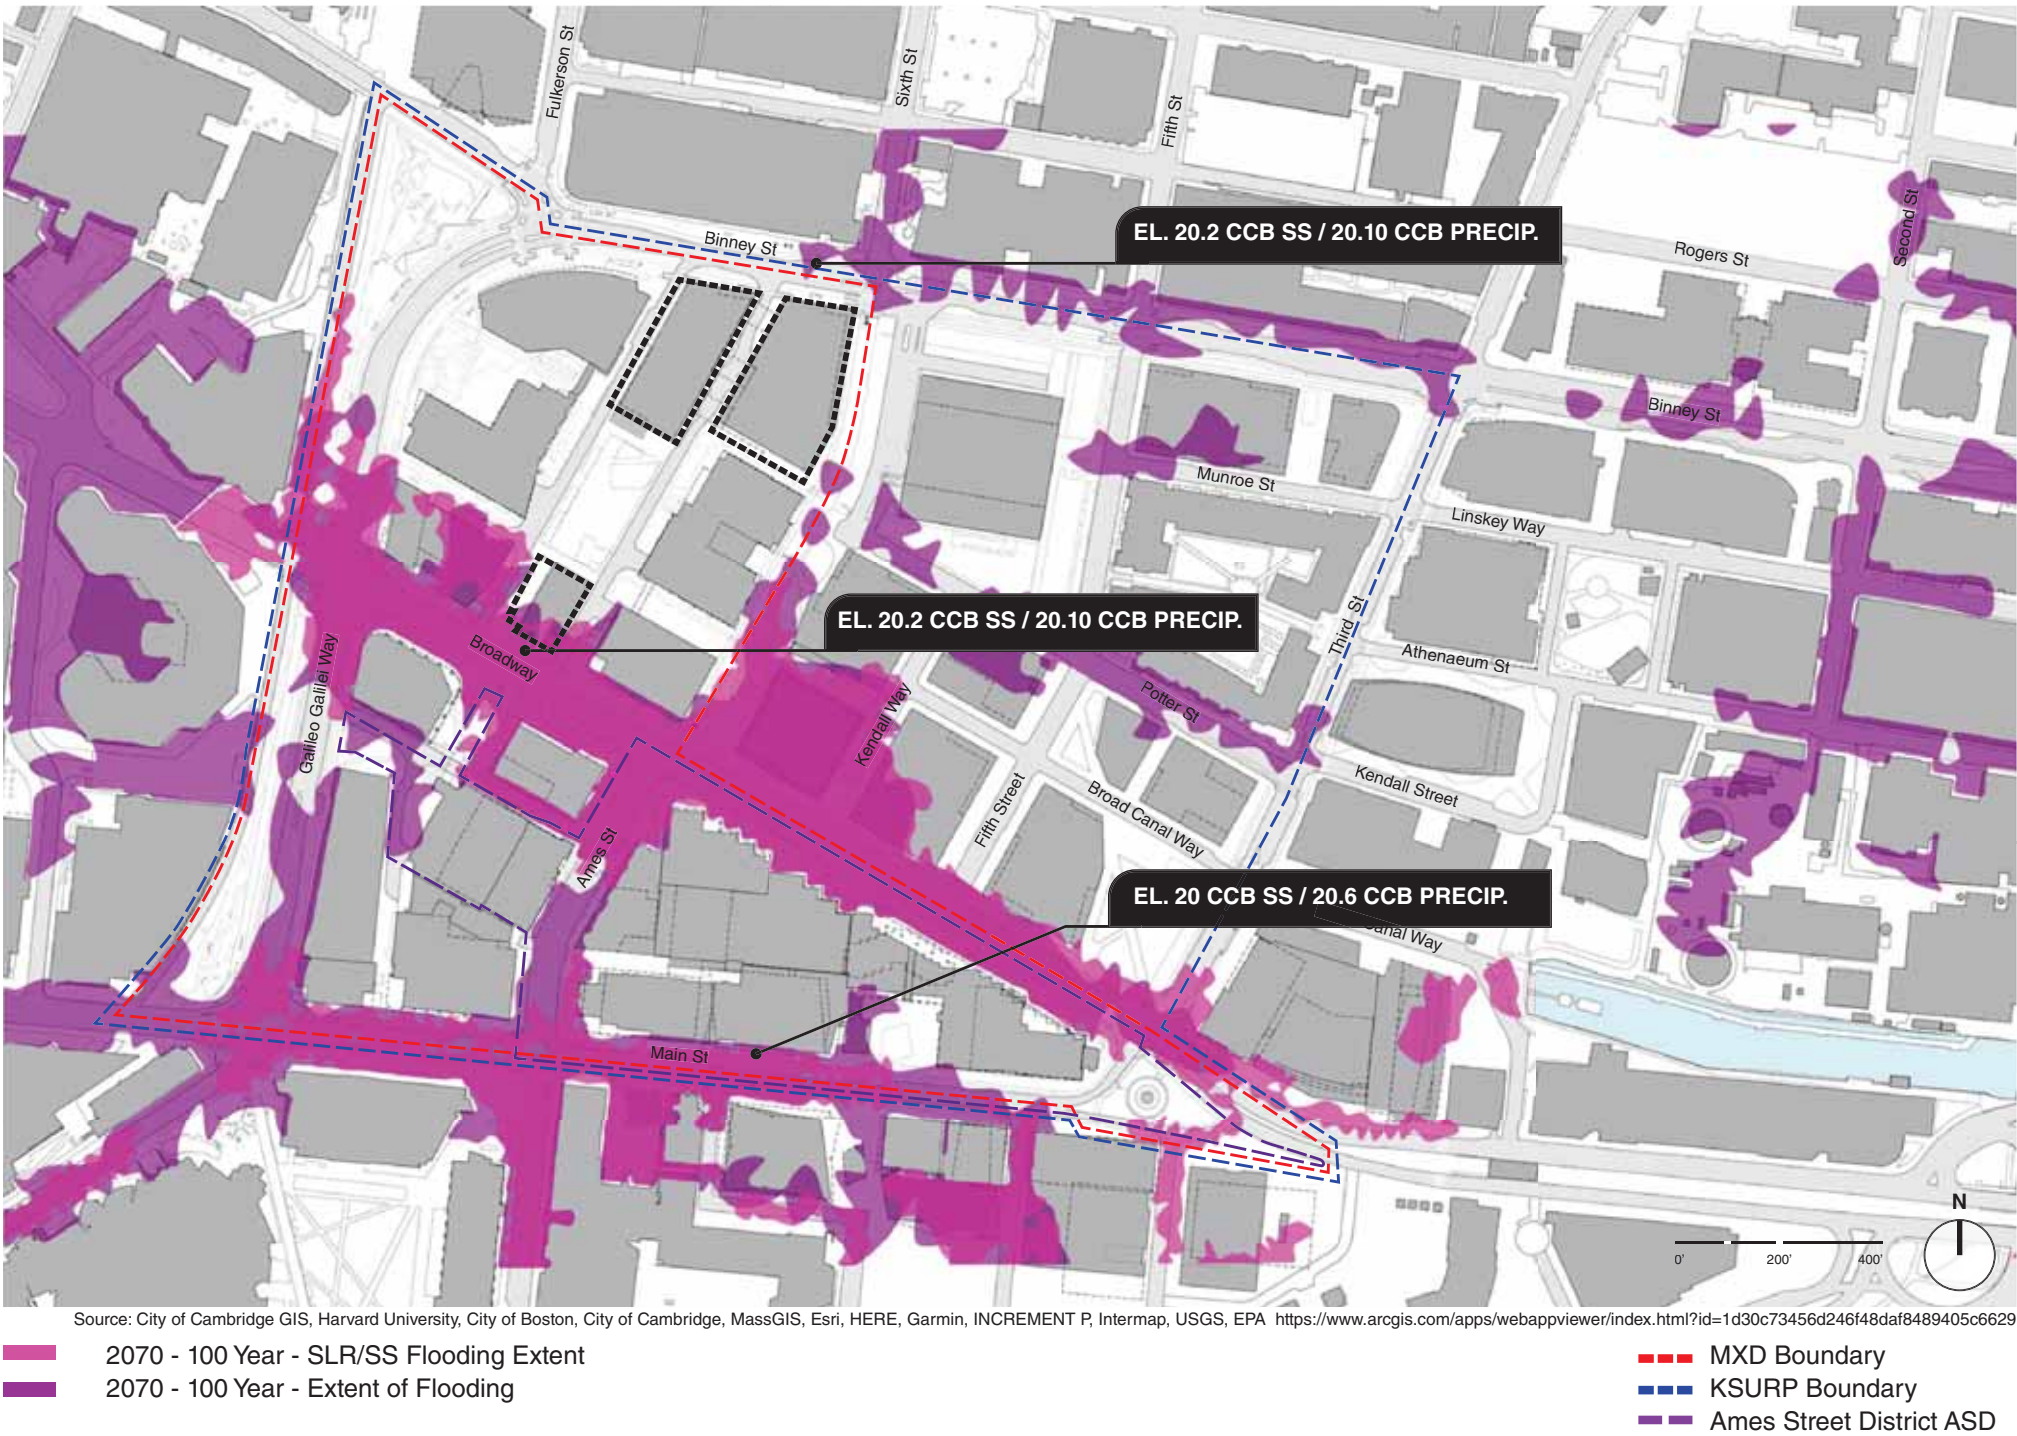 Fulkerson St
Sixth St
Fifth St
Second St
EL. 20.2 CCB SS / 20.10 CCB PRECIP.
Binney St
Rogers St
Binney St
Munroe St
Linskey Way
Third St
EL. 20.2 CCB SS / 20.10 CCB PRECIP.
Broadway
Athenaeum St
Galileo Galilei Way
Kendall Way
Potter St
Kendall Street
Fifth Street
Broad Canal Way
Ames St
EL. 20 CCB SS / 20.6 CCB PRECIP.
Canal Way
Main St
N
0' 200' 400'
Source: City of Cambridge GIS, Harvard University, City of Boston, City of Cambridge, MassGIS, Esri, HERE, Garmin, INCREMENT P, Intermap, USGS, EPA https://www.arcgis.com/apps/webappviewer/index.html?id=1d30c73456d246f48daf8489405c6629
2070 - 100 Year - SLR/SS Flooding Extent
2070 - 100 Year - Extent of Flooding
MXD Boundary
KSURP Boundary
Ames Street District ASD